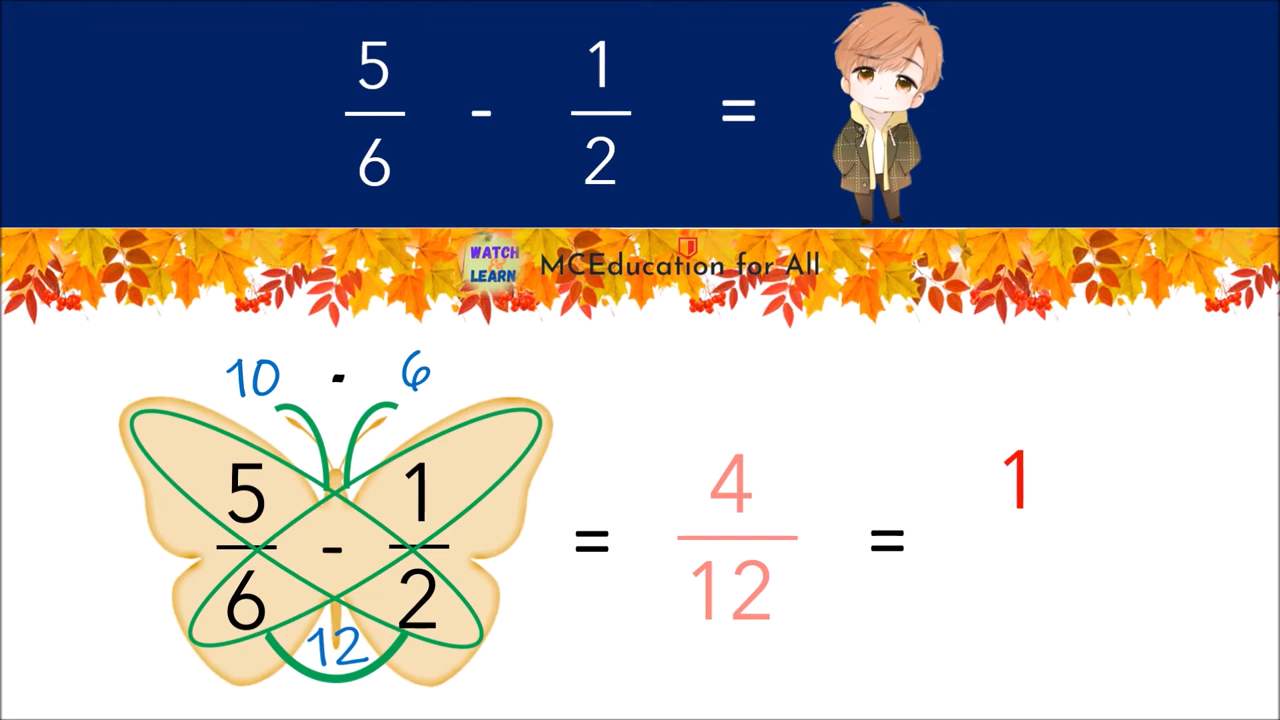 5/6 - 1/2 =
WATCH
LEARN
MCEducation for All
10 - 6
5/6 - 1/2 = 4/12 = 1
12